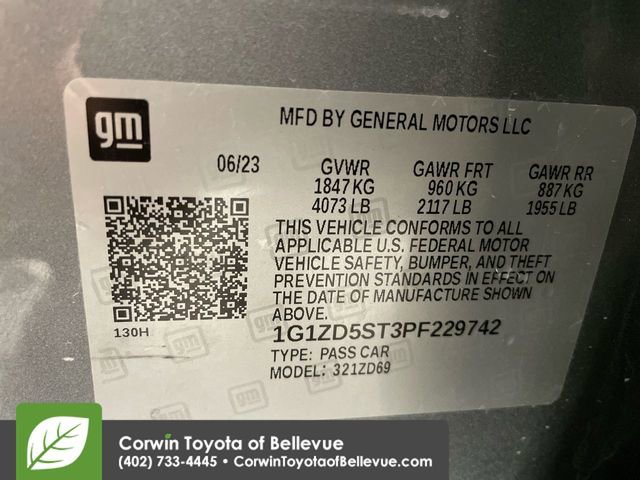 gm
MFD BY GENERAL MOTORS LLC
06/23 GVWR GAWR FRT GAWR RR
1847 KG 960 KG 887 KG
4073 LB 2117 LB 1955 LB
THIS VEHICLE CONFORMS TO ALL
APPLICABLE U.S. FEDERAL MOTOR
VEHICLE SAFETY, BUMPER, AND THEFT
PREVENTION STANDARDS IN EFFECT ON
THE DATE OF MANUFACTURE SHOWN
ABOVE.
130H
1G1ZD5ST3PF229742
TYPE: PASS CAR
MODEL: 321ZD69
Corwin Toyota of Bellevue
(402) 733-4445 • CorwinToyotaofBellevue.com